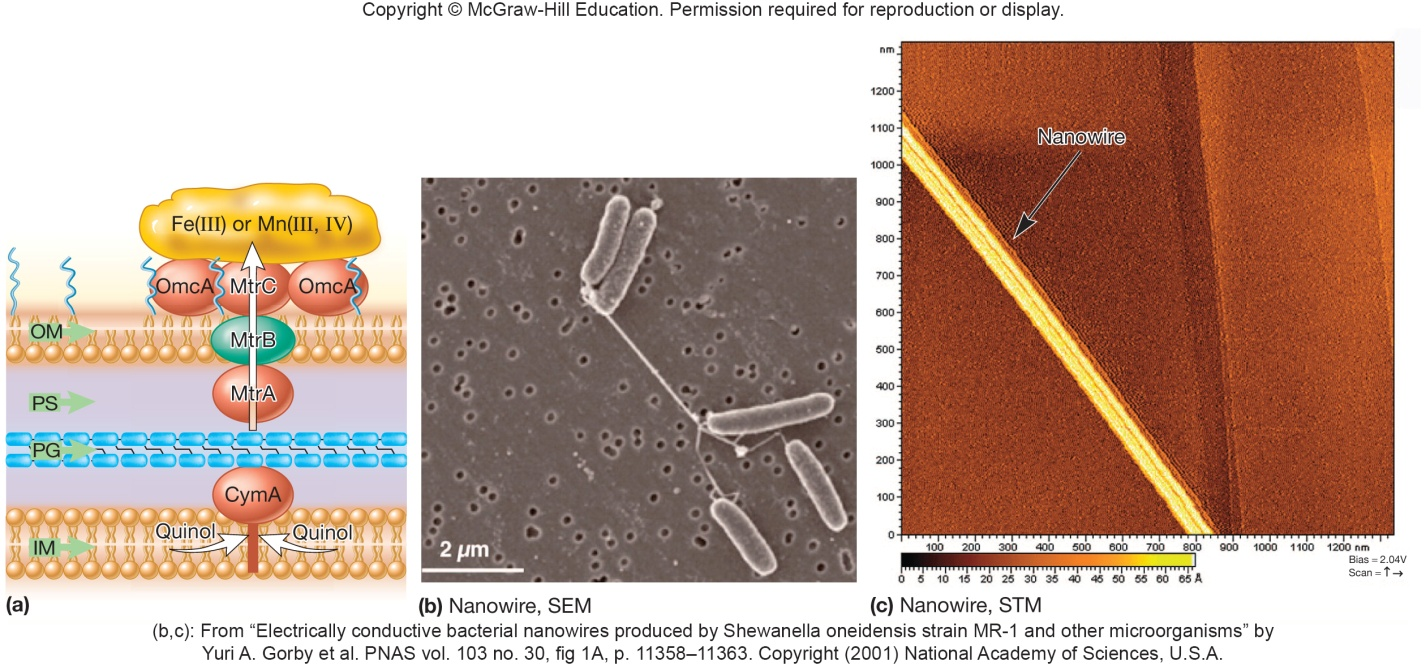 Copyright © McGraw-Hill Education. Permission required for reproduction or display.
Fe(III) or Mn(III, IV)
OmcA
MtrC
OmcA
OM
MtrB
PS
MtrA
PG
CymA
Quinol
Quinol
IM
(a)
2 µm
(b) Nanowire, SEM
nm
1200
1100
1000
900
800
700
600
500
400
300
200
100
0
Nanowire
100 200 300 400 500 600 700 800 900 1000 1100 1200 nm
0 5 10 15 20 25 30 35 40 45 50 55 60 65 Å
Bias = 2.04V
Scan = ↑ →
(c) Nanowire, STM
(b,c): From “Electrically conductive bacterial nanowires produced by Shewanella oneidensis strain MR-1 and other microorganisms” by
Yuri A. Gorby et al. PNAS vol. 103 no. 30, fig 1A, p. 11358–11363. Copyright (2001) National Academy of Sciences, U.S.A.